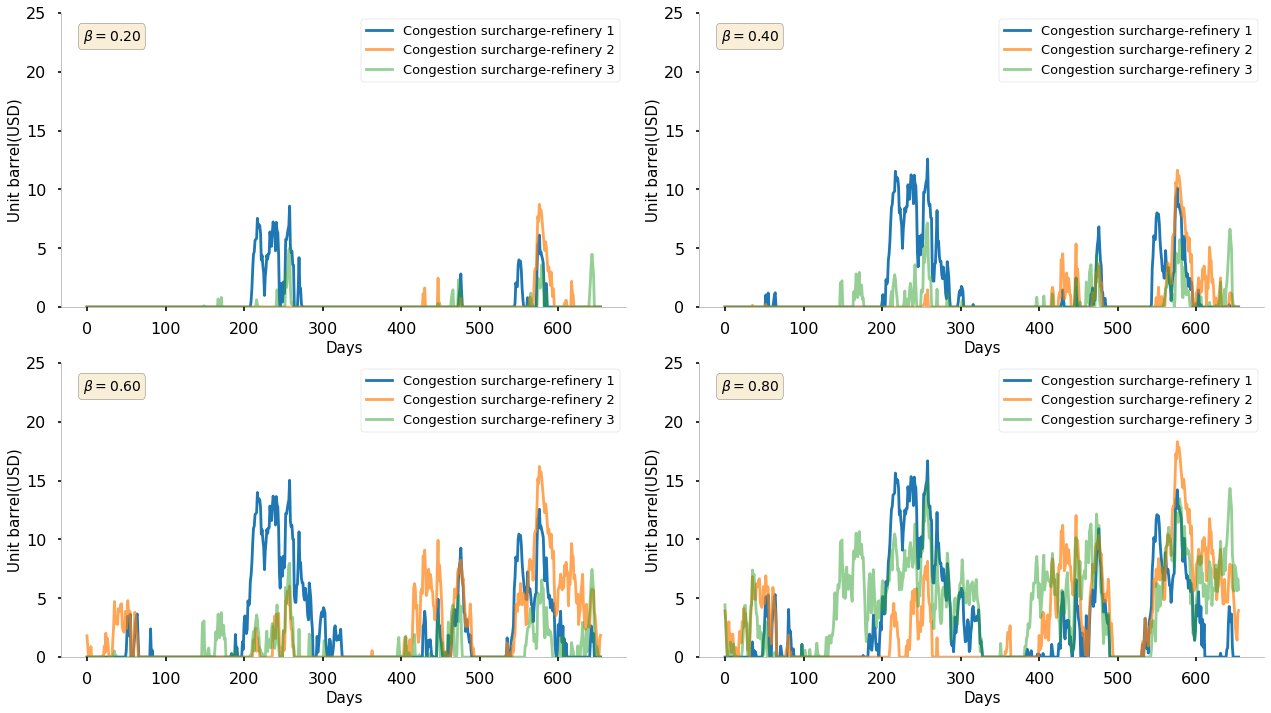 β = 0.20
Congestion surcharge-refinery 1
Congestion surcharge-refinery 2
Congestion surcharge-refinery 3
25
20
15
10
5
0
Unit barrel(USD)
0 100 200 300 400 500 600
Days
β = 0.40
Congestion surcharge-refinery 1
Congestion surcharge-refinery 2
Congestion surcharge-refinery 3
25
20
15
10
5
0
Unit barrel(USD)
0 100 200 300 400 500 600
Days
β = 0.60
Congestion surcharge-refinery 1
Congestion surcharge-refinery 2
Congestion surcharge-refinery 3
25
20
15
10
5
0
Unit barrel(USD)
0 100 200 300 400 500 600
Days
β = 0.80
Congestion surcharge-refinery 1
Congestion surcharge-refinery 2
Congestion surcharge-refinery 3
25
20
15
10
5
0
Unit barrel(USD)
0 100 200 300 400 500 600
Days